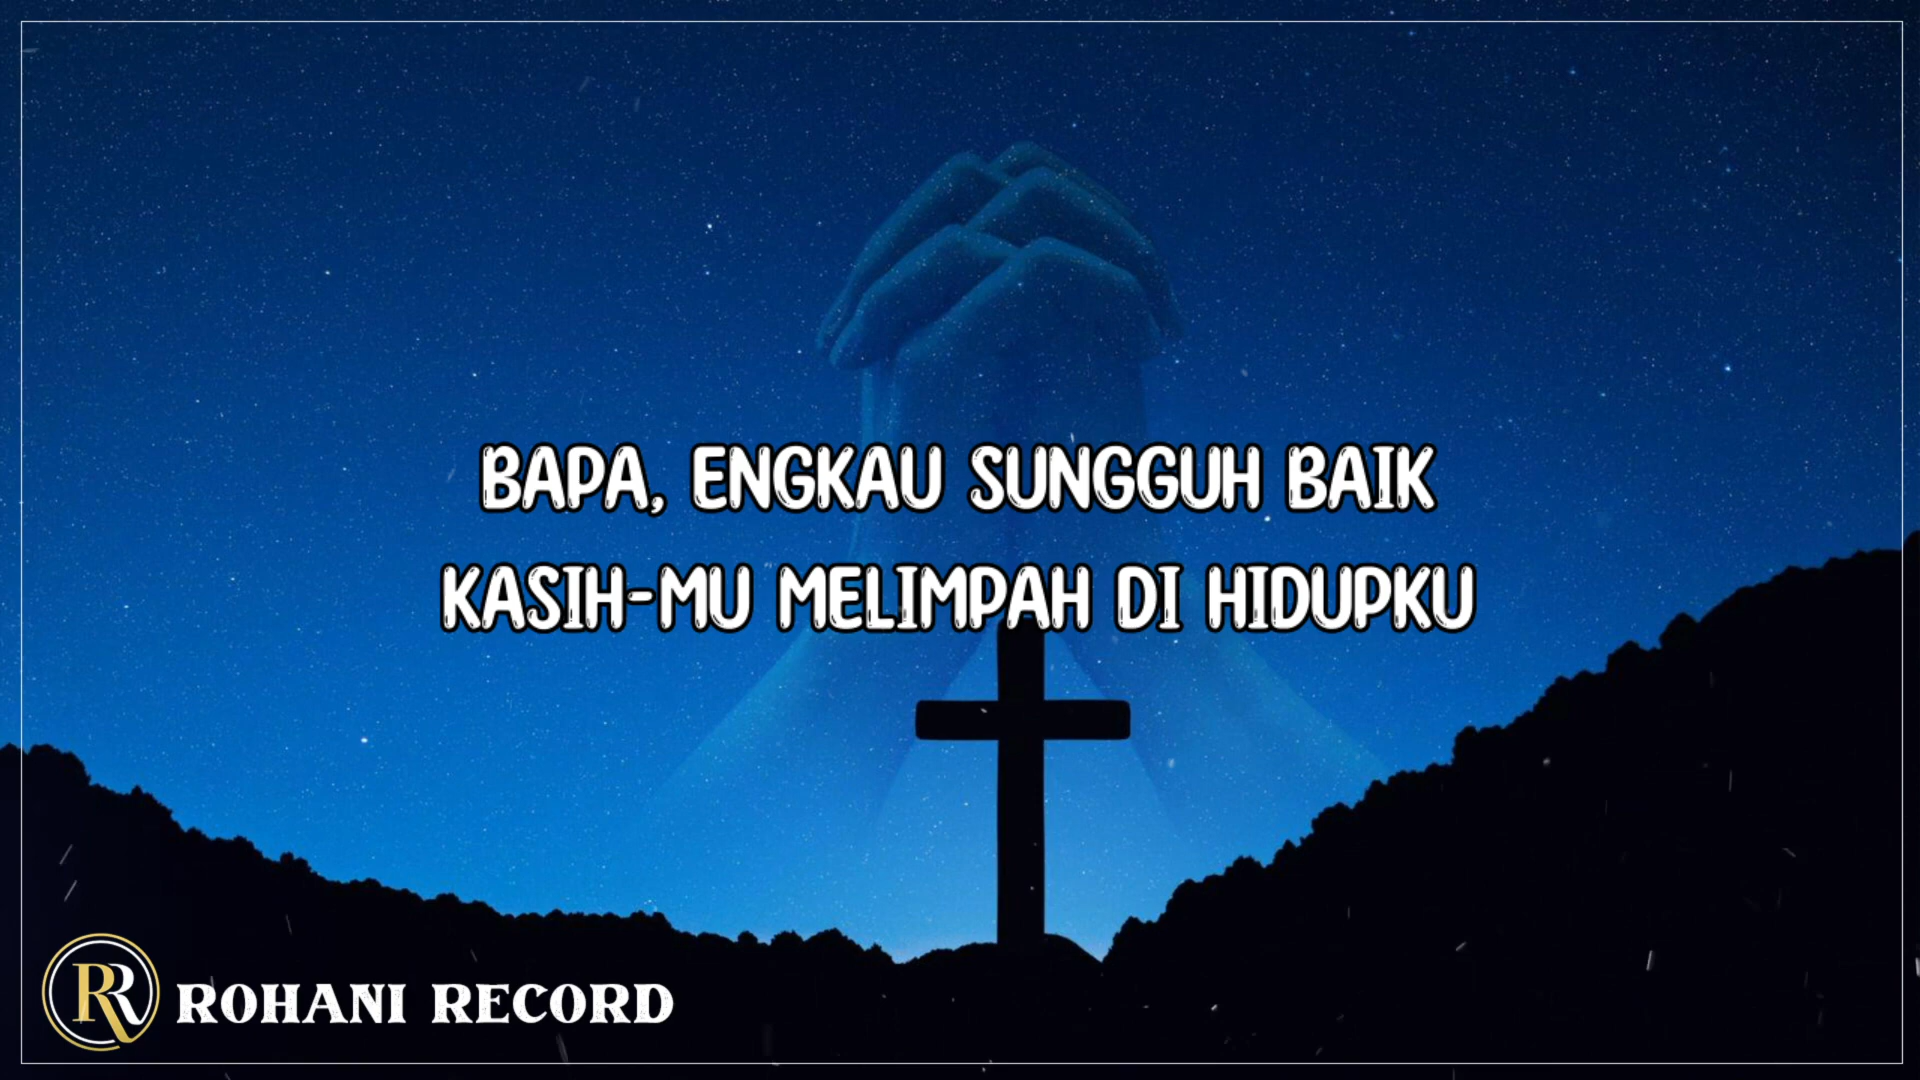 BAPA, ENGKAU SUNGGUH BAIK
KASIH-MU MELIMPAH DI HIDUPKU
RR ROHANI RECORD